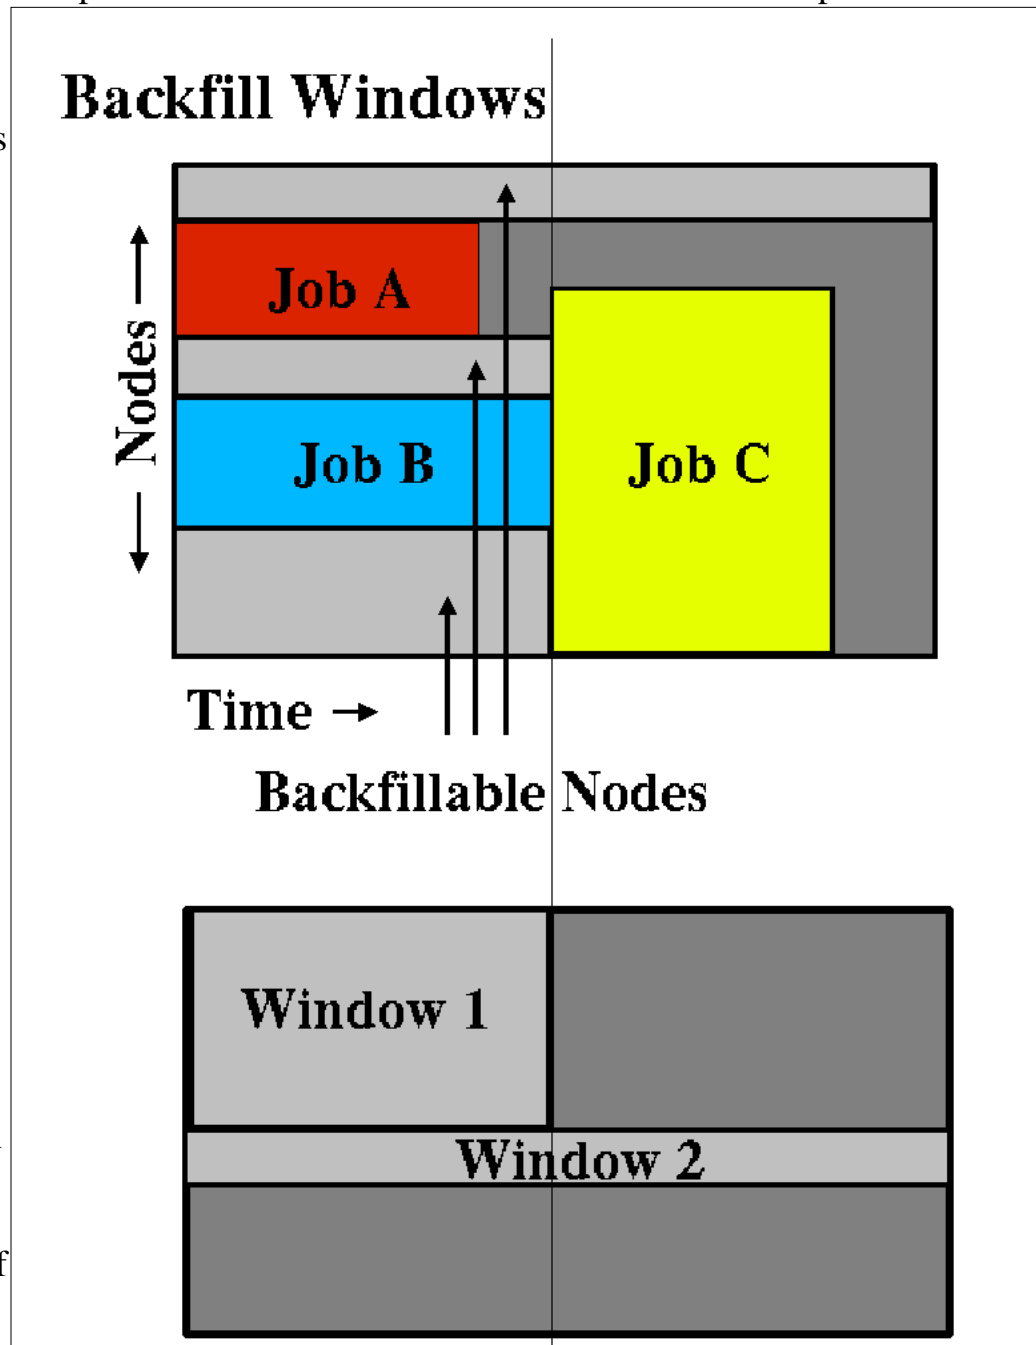 Backfill Windows
s
Job A
Nodes
Job B
Job C
Time
Backfillable Nodes
Window 1
Window 2
f